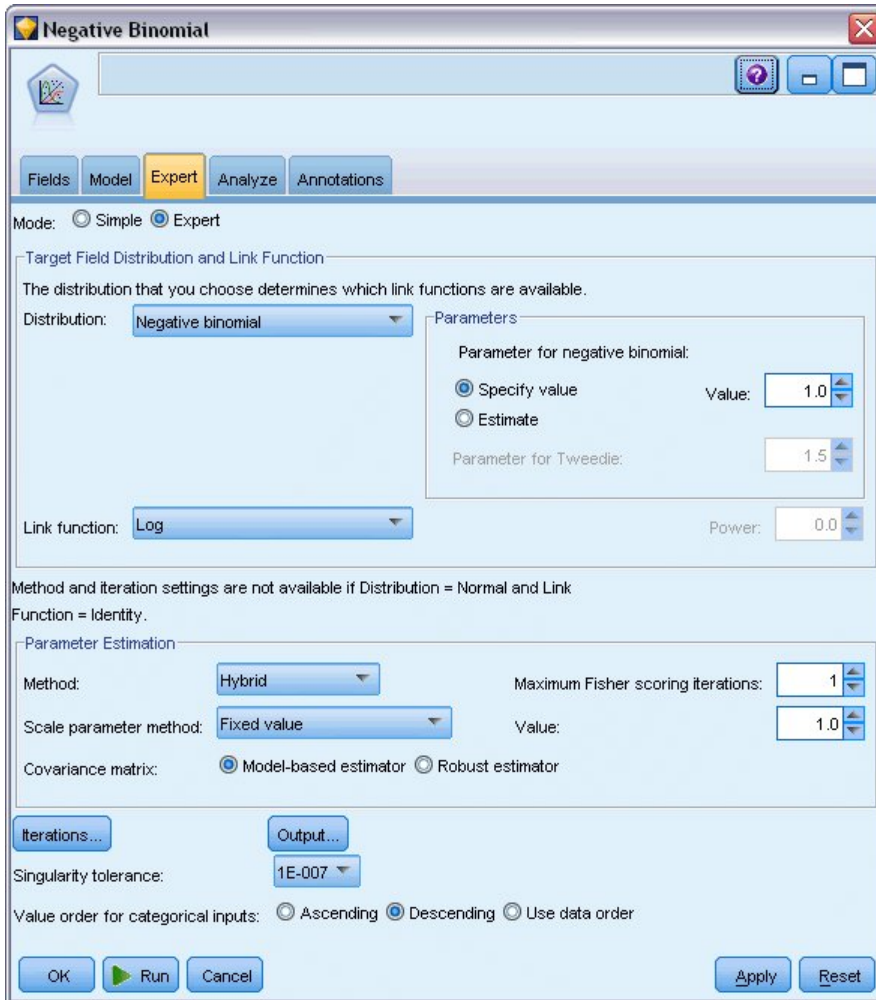 Negative Binomial
Fields Model Expert Analyze Annotations
Mode: Simple Expert
Target Field Distribution and Link Function
The distribution that you choose determines which link functions are available.
Distribution: Negative binomial
Parameters
Parameter for negative binomial:
Specify value Value: 1.0
Estimate
Parameter for Tweedie: 1.5
Link function: Log Power: 0.0
Method and iteration settings are not available if Distribution = Normal and Link
Function = Identity.
Parameter Estimation
Method: Hybrid Maximum Fisher scoring iterations: 1
Scale parameter method: Fixed value Value: 1.0
Covariance matrix: Model-based estimator Robust estimator
Iterations... Output...
Singularity tolerance: 1E-007
Value order for categorical inputs: Ascending Descending Use data order
OK Run Cancel Apply Reset